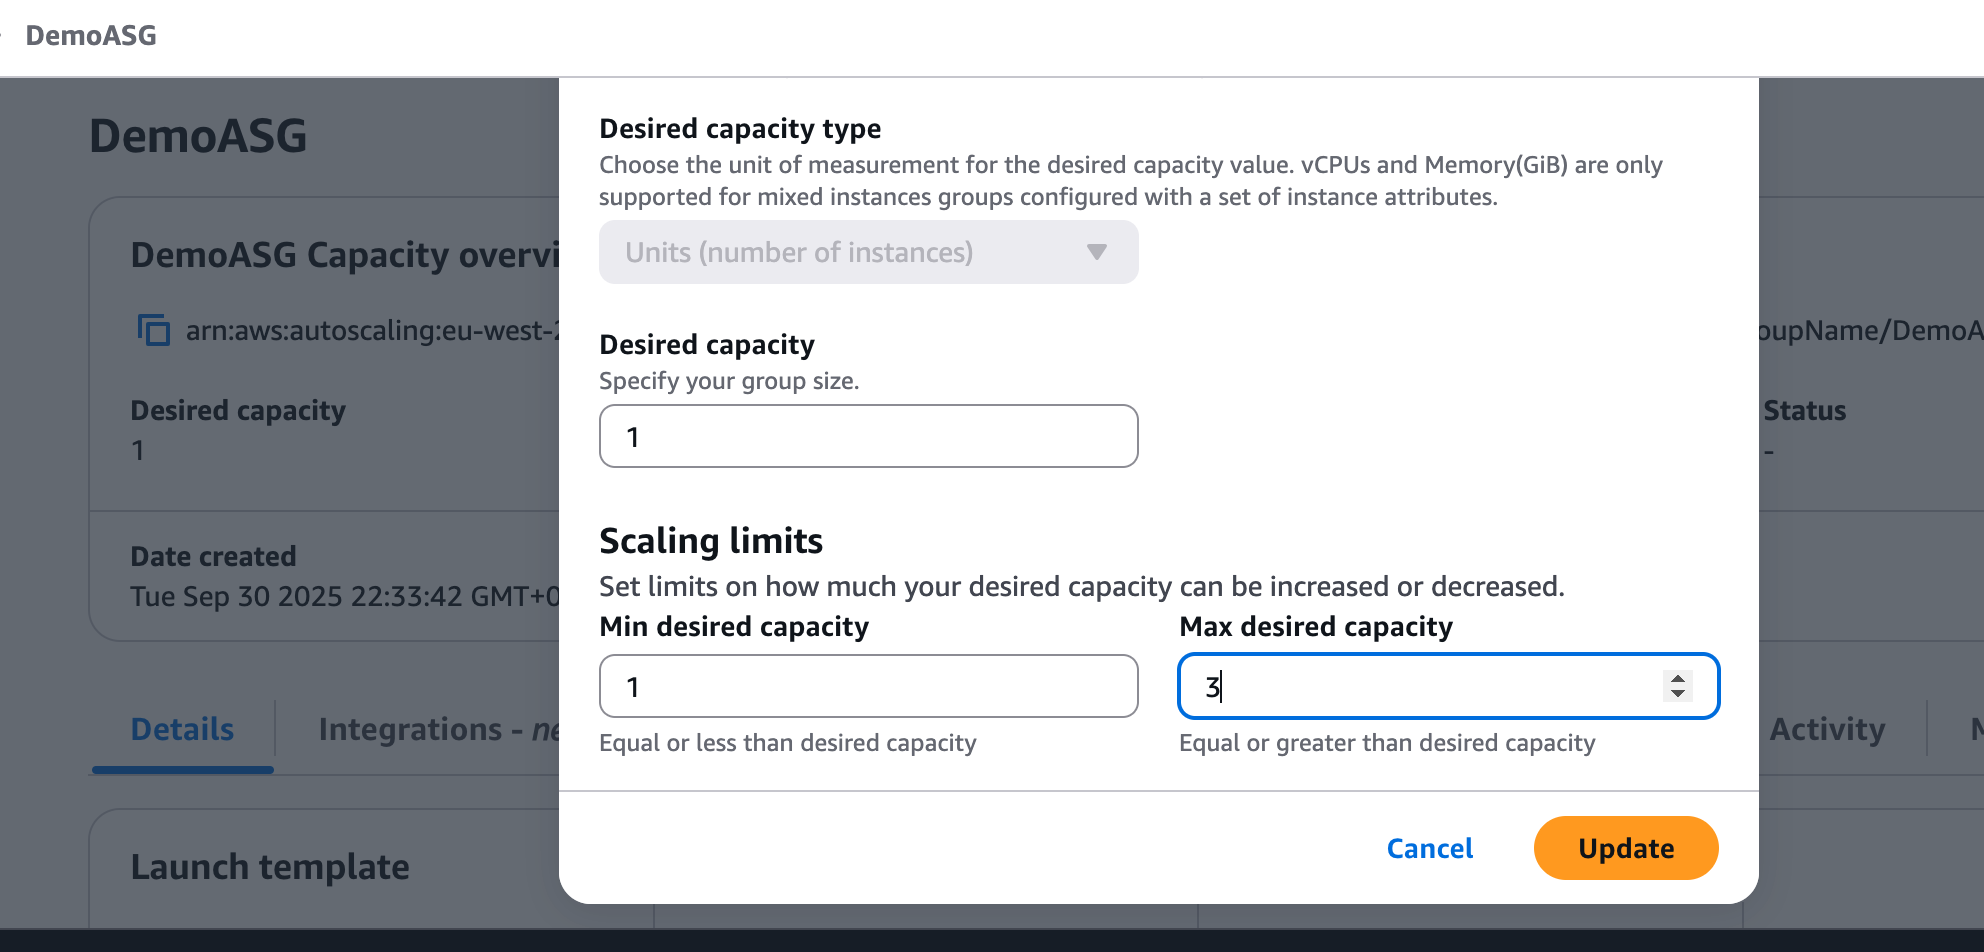 DemoASG
DemoASG
DemoASG Capacity overvi
arn:aws:autoscaling:eu-west-2
oupName/DemoA
Desired capacity
1
Status
-
Date created
Tue Sep 30 2025 22:33:42 GMT+0
Details
Integrations - ne
Activity
Launch template
Desired capacity type
Choose the unit of measurement for the desired capacity value. vCPUs and Memory(GiB) are only
supported for mixed instances groups configured with a set of instance attributes.
Units (number of instances)
Desired capacity
Specify your group size.
1
Scaling limits
Set limits on how much your desired capacity can be increased or decreased.
Min desired capacity
Max desired capacity
1
3
Equal or less than desired capacity
Equal or greater than desired capacity
Cancel
Update